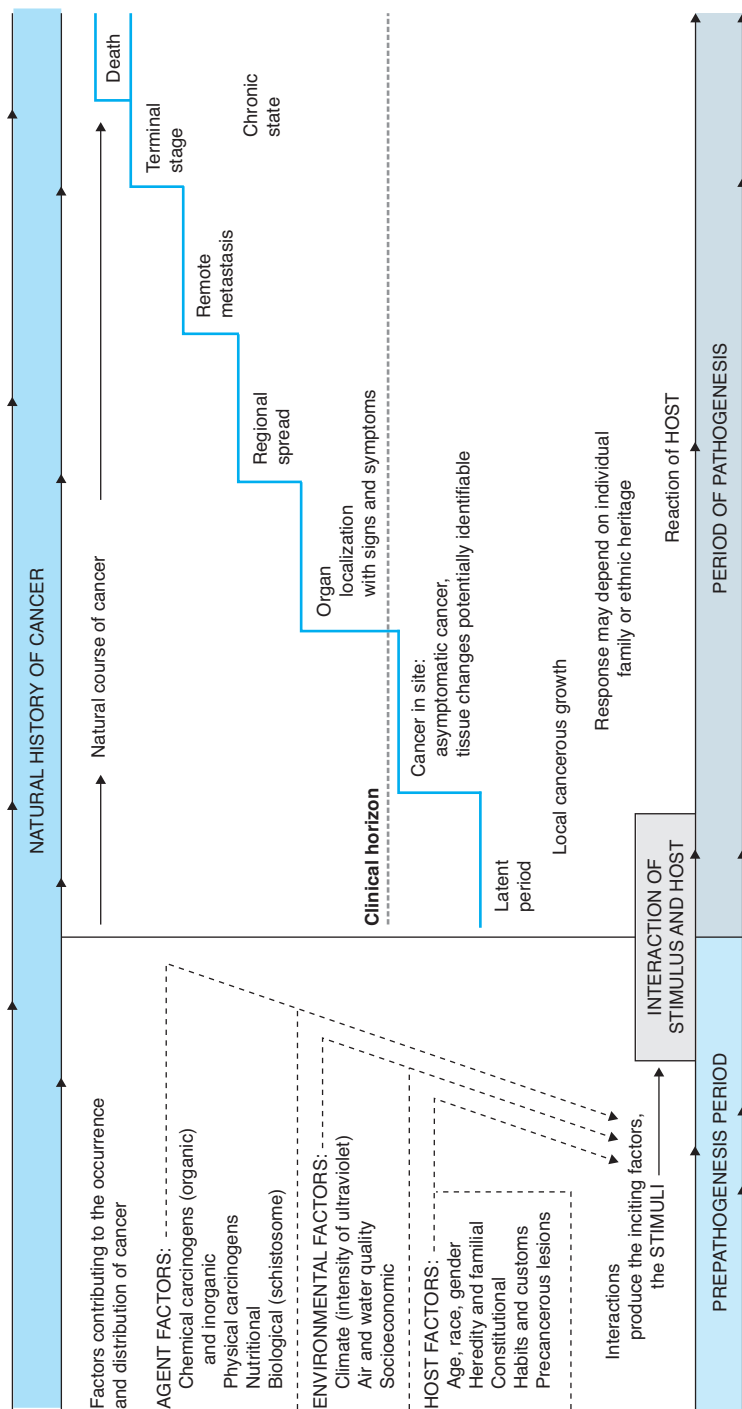 NATURAL HISTORY OF CANCER
Factors contributing to the occurrence
and distribution of cancer
AGENT FACTORS:
Chemical carcinogens (organic)
and inorganic
Physical carcinogens
Nutritional
Biological (schistosome)
ENVIRONMENTAL FACTORS:
Climate (intensity of ultraviolet)
Air and water quality
Socioeconomic
HOST FACTORS:
Age, race, gender
Heredity and familial
Constitutional
Habits and customs
Precancerous lesions
Interactions
produce the inciting factors,
the STIMULI
INTERACTION OF
STIMULUS AND HOST
Natural course of cancer
Clinical horizon
Latent
period
Local cancerous growth
Cancer in site:
asymptomatic cancer,
tissue changes potentially identifiable
Organ
localization
with signs and symptoms
Regional
spread
Remote
metastasis
Terminal
stage
Death
Chronic
state
Response may depend on individual
family or ethnic heritage
Reaction of HOST
PREPATHOGENESIS PERIOD
PERIOD OF PATHOGENESIS